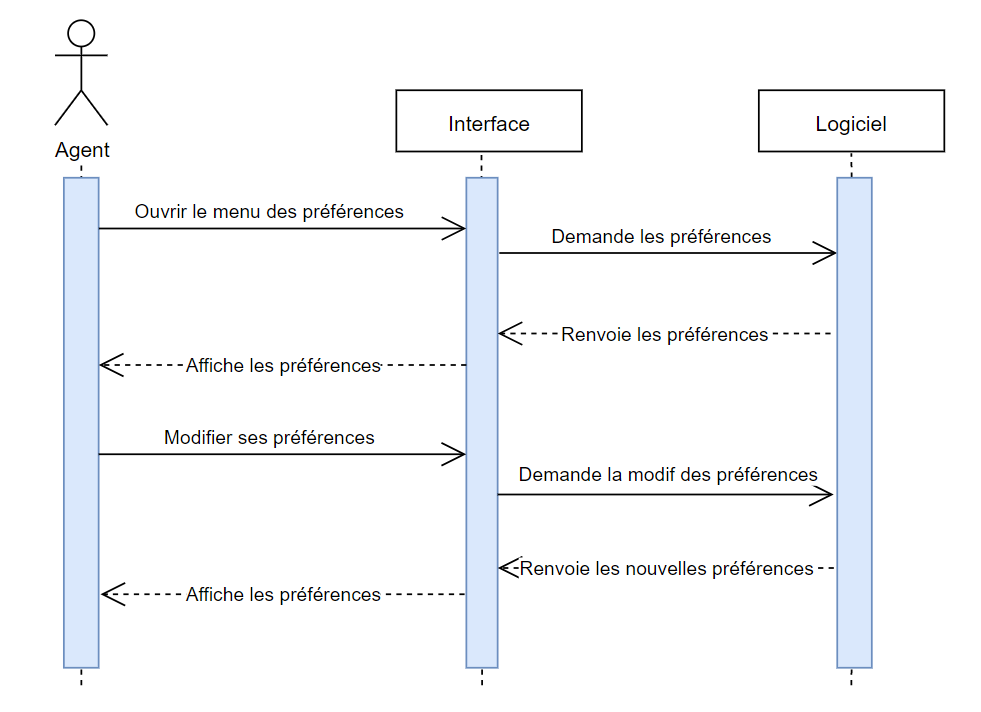 Interface
Logiciel
Agent
Ouvrir le menu des préférences
Demande les préférences
Renvoie les préférences
Affiche les préférences
Modifier ses préférences
Demande la modif des préférences
Renvoie les nouvelles préférences
Affiche les préférences